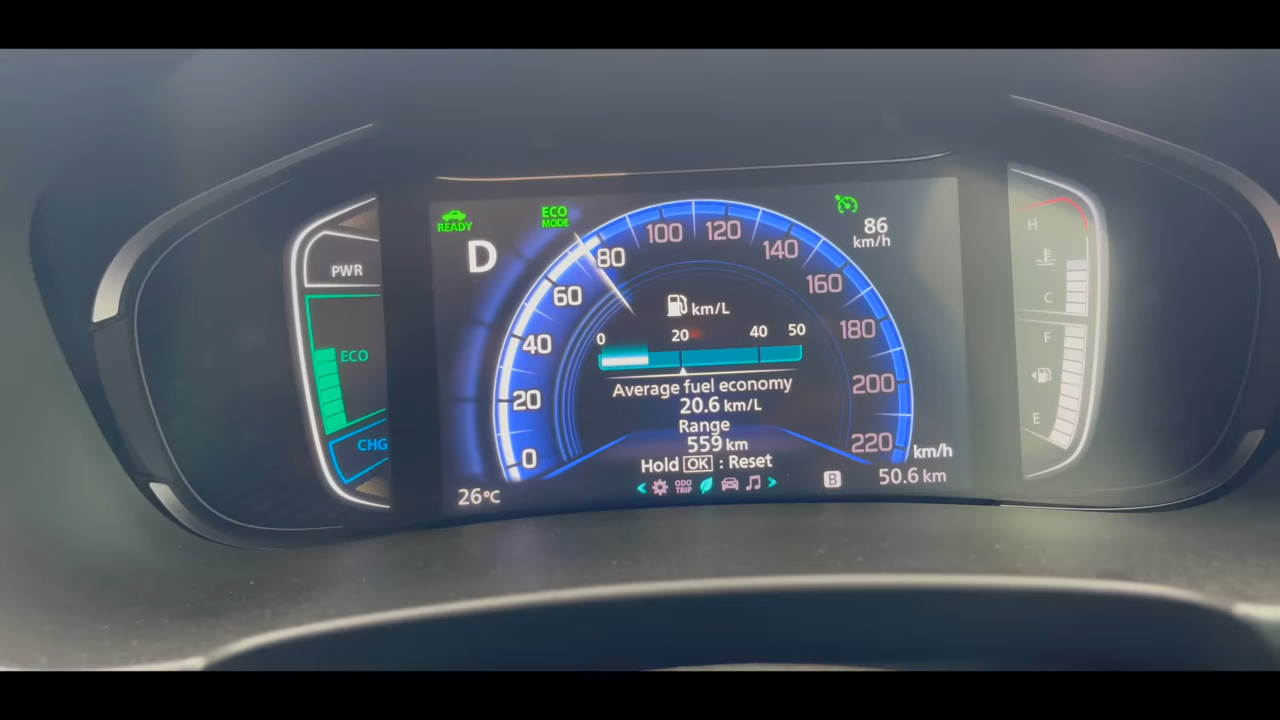 READY
ECO
MODE
86
km/h
D
PWR
ECO
CHG
0
20
40
60
80
100
120
140
160
180
200
220
km/h
km/L
0
20
40
50
Average fuel economy
20.6 km/L
Range
559 km
Hold OK : Reset
ODO
TRIP
26°C
B
50.6 km
H
C
F
E